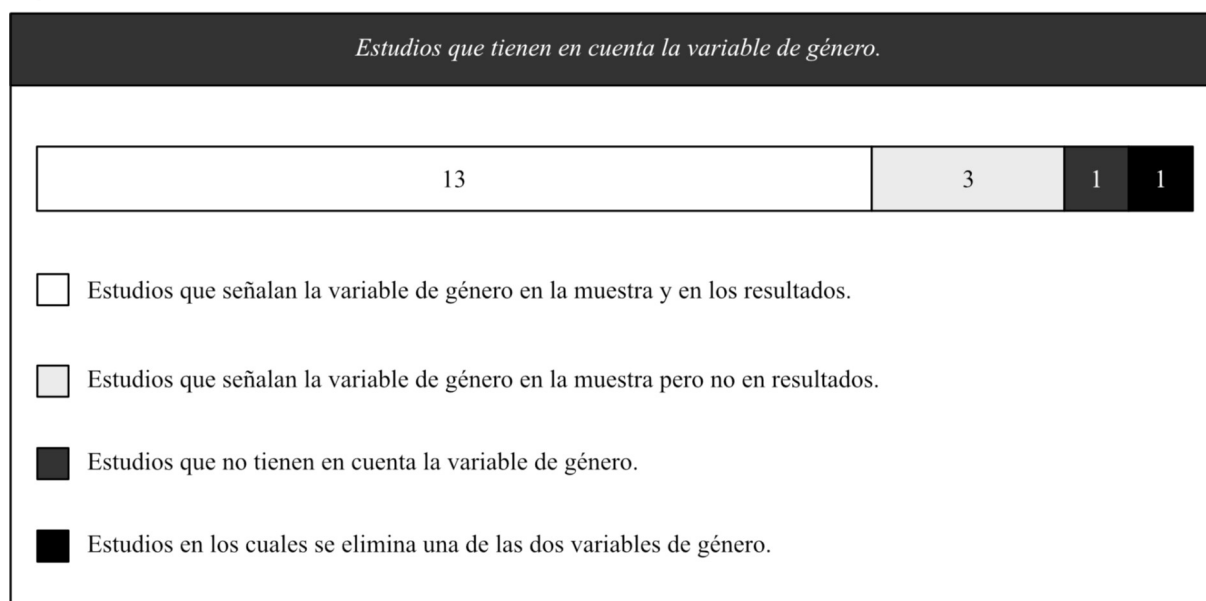 Estudios que tienen en cuenta la variable de género.
13 3 1 1
Estudios que señalan la variable de género en la muestra y en los resultados.
Estudios que señalan la variable de género en la muestra pero no en resultados.
Estudios que no tienen en cuenta la variable de género.
Estudios en los cuales se elimina una de las dos variables de género.